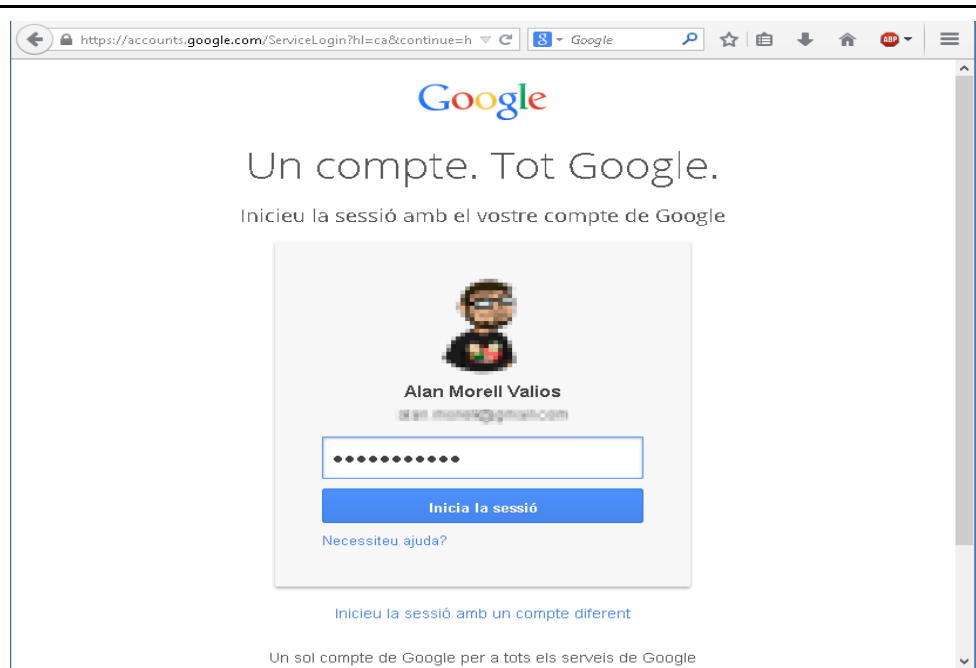 https://accounts.google.com/ServiceLogin?hl=ca&continue=h
8 Google
ABP
Google
Un compte. Tot Google.
Inicieu la sessió amb el vostre compte de Google
Alan Morell Valios
•••••••••••
Inicia la sessió
Necessiteu ajuda?
Inicieu la sessió amb un compte diferent
Un sol compte de Google per a tots els serveis de Google